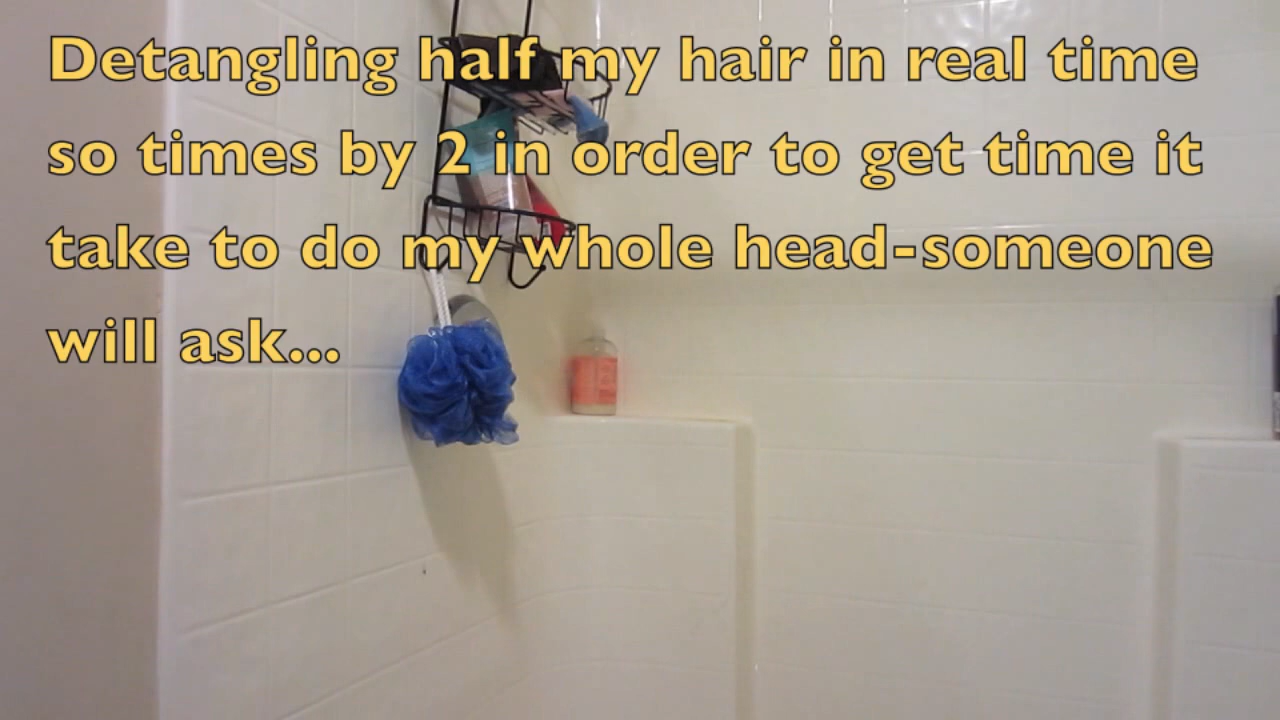 Detangling half my hair in real time
so times by 2 in order to get time it
take to do my whole head-someone
will ask...